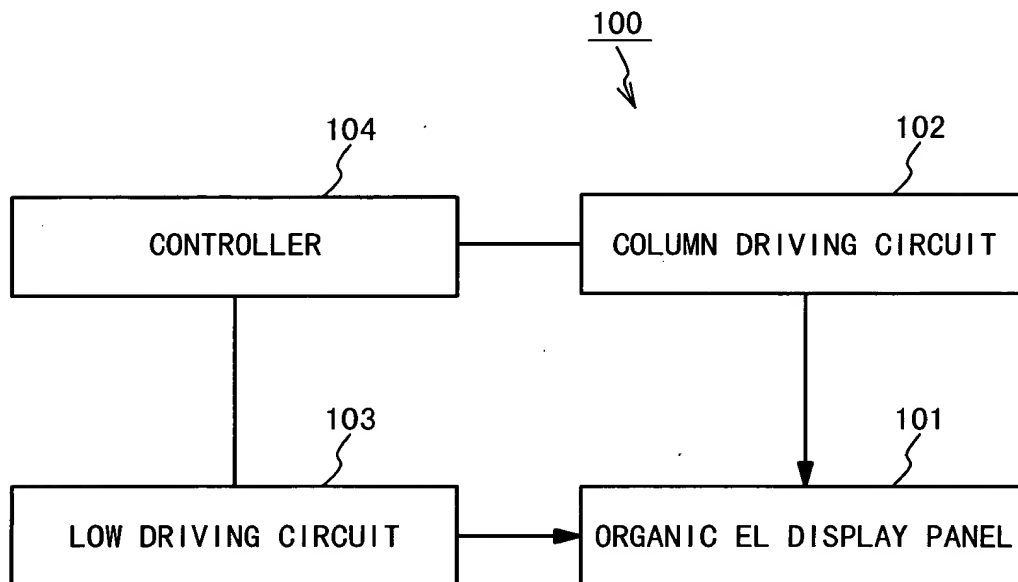 100
104
102
CONTROLLER
COLUMN DRIVING CIRCUIT
103
101
LOW DRIVING CIRCUIT
ORGANIC EL DISPLAY PANEL